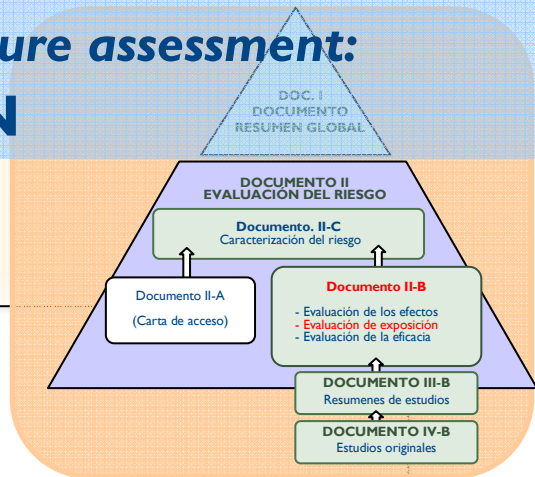 ure assessment:
N
DOC. I
DOCUMENTO
RESUMEN GLOBAL
DOCUMENTO II
EVALUACIÓN DEL RIESGO
Documento. II-C
Caracterización del riesgo
Documento II-A
(Carta de acceso)
Documento II-B
- Evaluación de los efectos
- Evaluación de exposición
- Evaluación de la eficacia
DOCUMENTO III-B
Resumenes de estudios
DOCUMENTO IV-B
Estudios originales